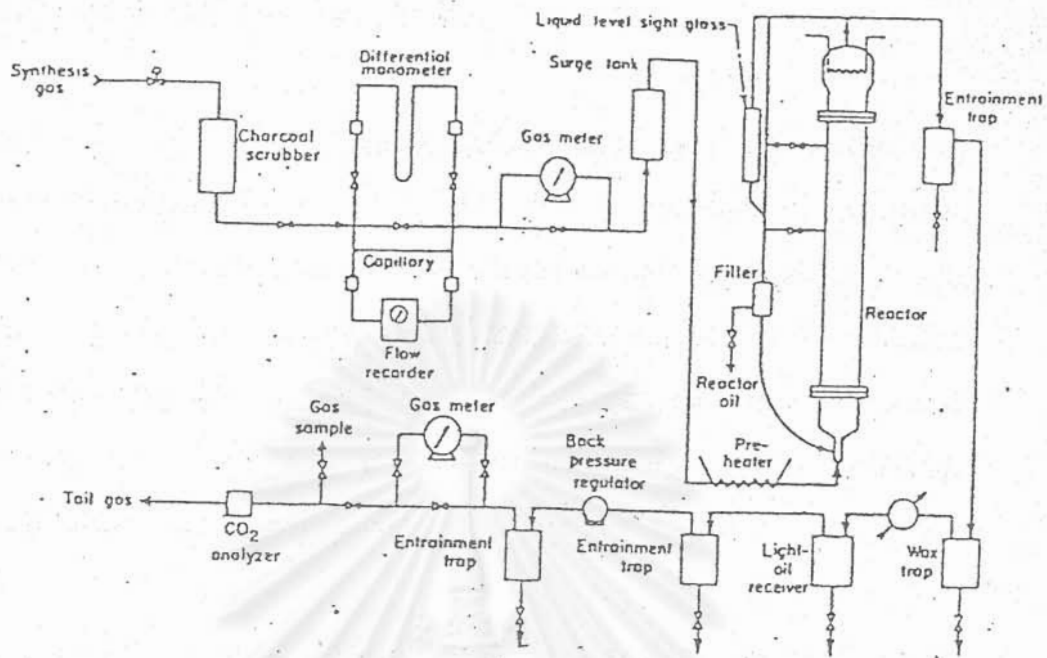 Liquid level sight glass
Surge tank
Differential
manometer
Synthesis
gas
Charcoal
scrubber
Gas meter
Entrainment
trap
Capillary
Filter
Reactor
Flow
recorder
Reactor
oil
Gas
sample
Gas meter
Back
pressure
regulator
Pre-
heater
Tail gas
CO2
analyzer
Entrainment
trap
Entrainment
trap
Light-
oil
receiver
Wax
trap